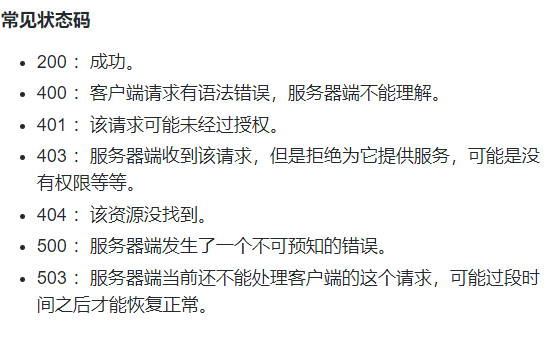 常见状态码
200 ：成功。
400 ：客户端请求有语法错误，服务器端不能理解。
401 ：该请求可能未经过授权。
403 ：服务器端收到该请求，但是拒绝为它提供服务，可能是没
有权限等等。
404 ：该资源没找到。
500 ：服务器端发生了一个不可预知的错误。
503 ：服务器端当前还不能处理客户端的这个请求，可能过段时
间之后才能恢复正常。